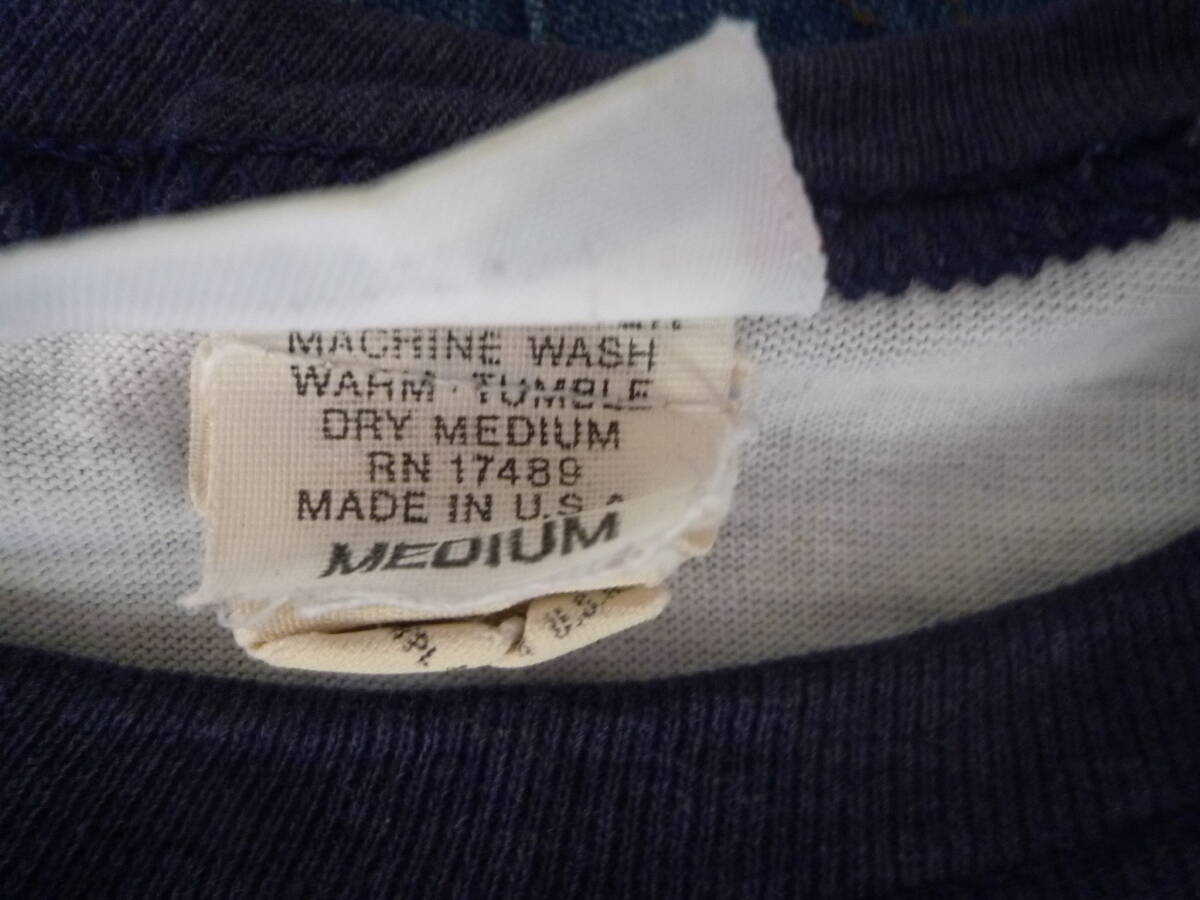 MACHINE WASH
WARM · TUMBLE
DRY MEDIUM
RN 17489
MADE IN U.S.A
MEDIUM